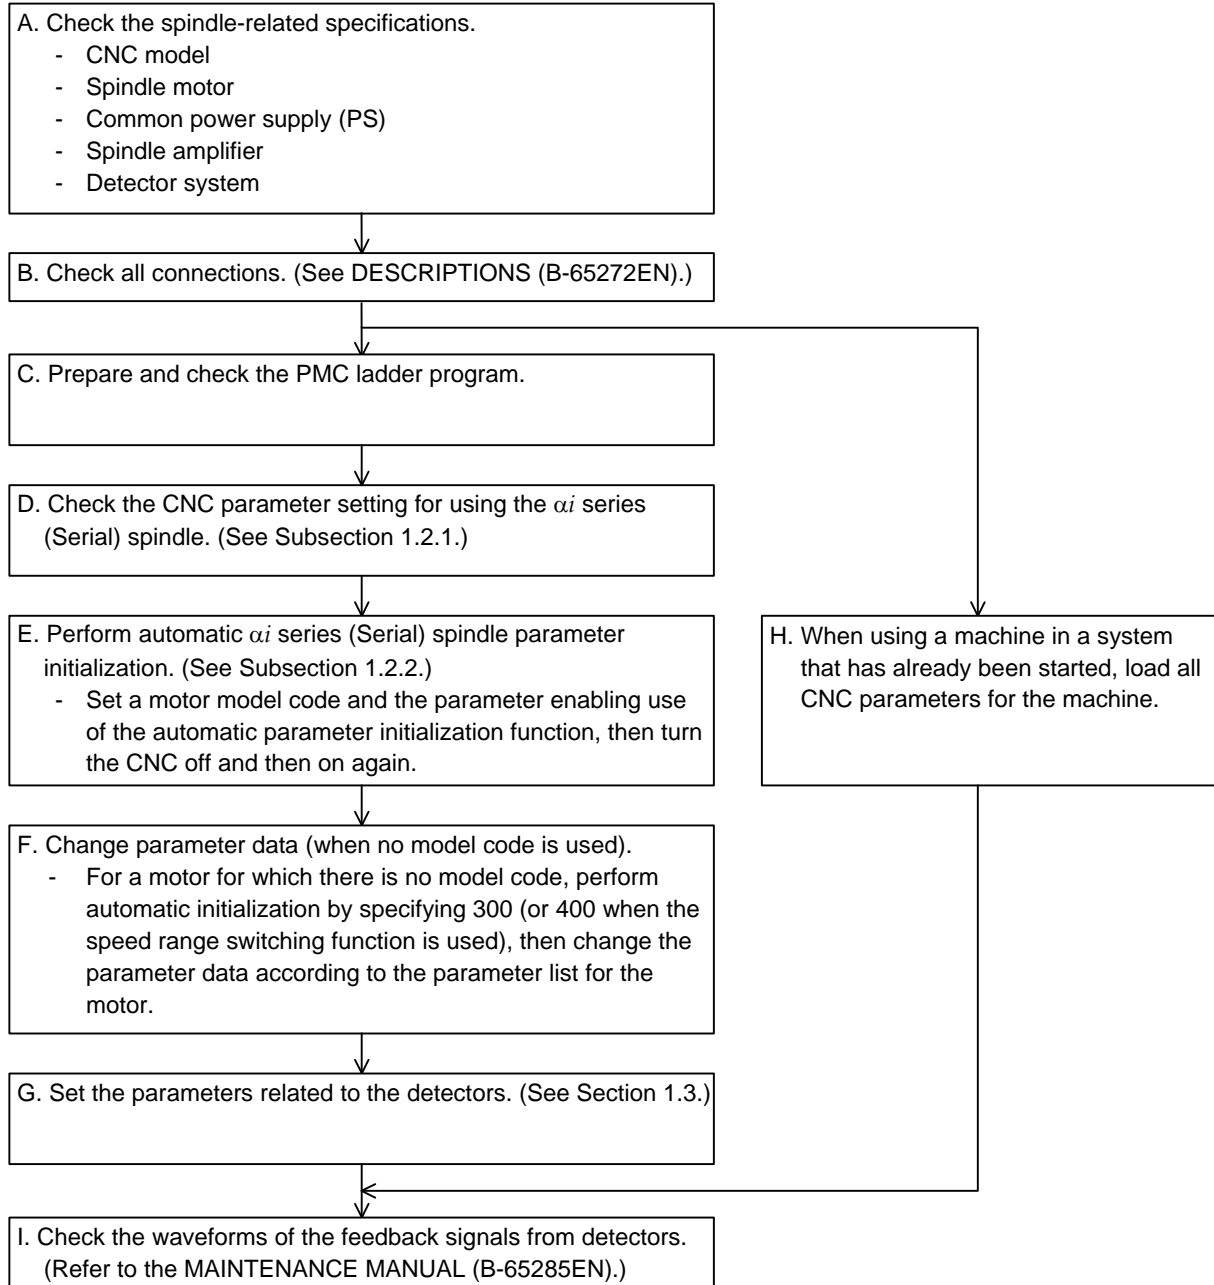 A. Check the spindle-related specifications.
- CNC model
- Spindle motor
- Common power supply (PS)
- Spindle amplifier
- Detector system
B. Check all connections. (See DESCRIPTIONS (B-65272EN).)
C. Prepare and check the PMC ladder program.
D. Check the CNC parameter setting for using the αi series
(Serial) spindle. (See Subsection 1.2.1.)
E. Perform automatic αi series (Serial) spindle parameter
initialization. (See Subsection 1.2.2.)
- Set a motor model code and the parameter enabling use
of the automatic parameter initialization function, then turn
the CNC off and then on again.
H. When using a machine in a system
that has already been started, load all
CNC parameters for the machine.
F. Change parameter data (when no model code is used).
- For a motor for which there is no model code, perform
automatic initialization by specifying 300 (or 400 when the
speed range switching function is used), then change the
parameter data according to the parameter list for the
motor.
G. Set the parameters related to the detectors. (See Section 1.3.)
I. Check the waveforms of the feedback signals from detectors.
(Refer to the MAINTENANCE MANUAL (B-65285EN).)